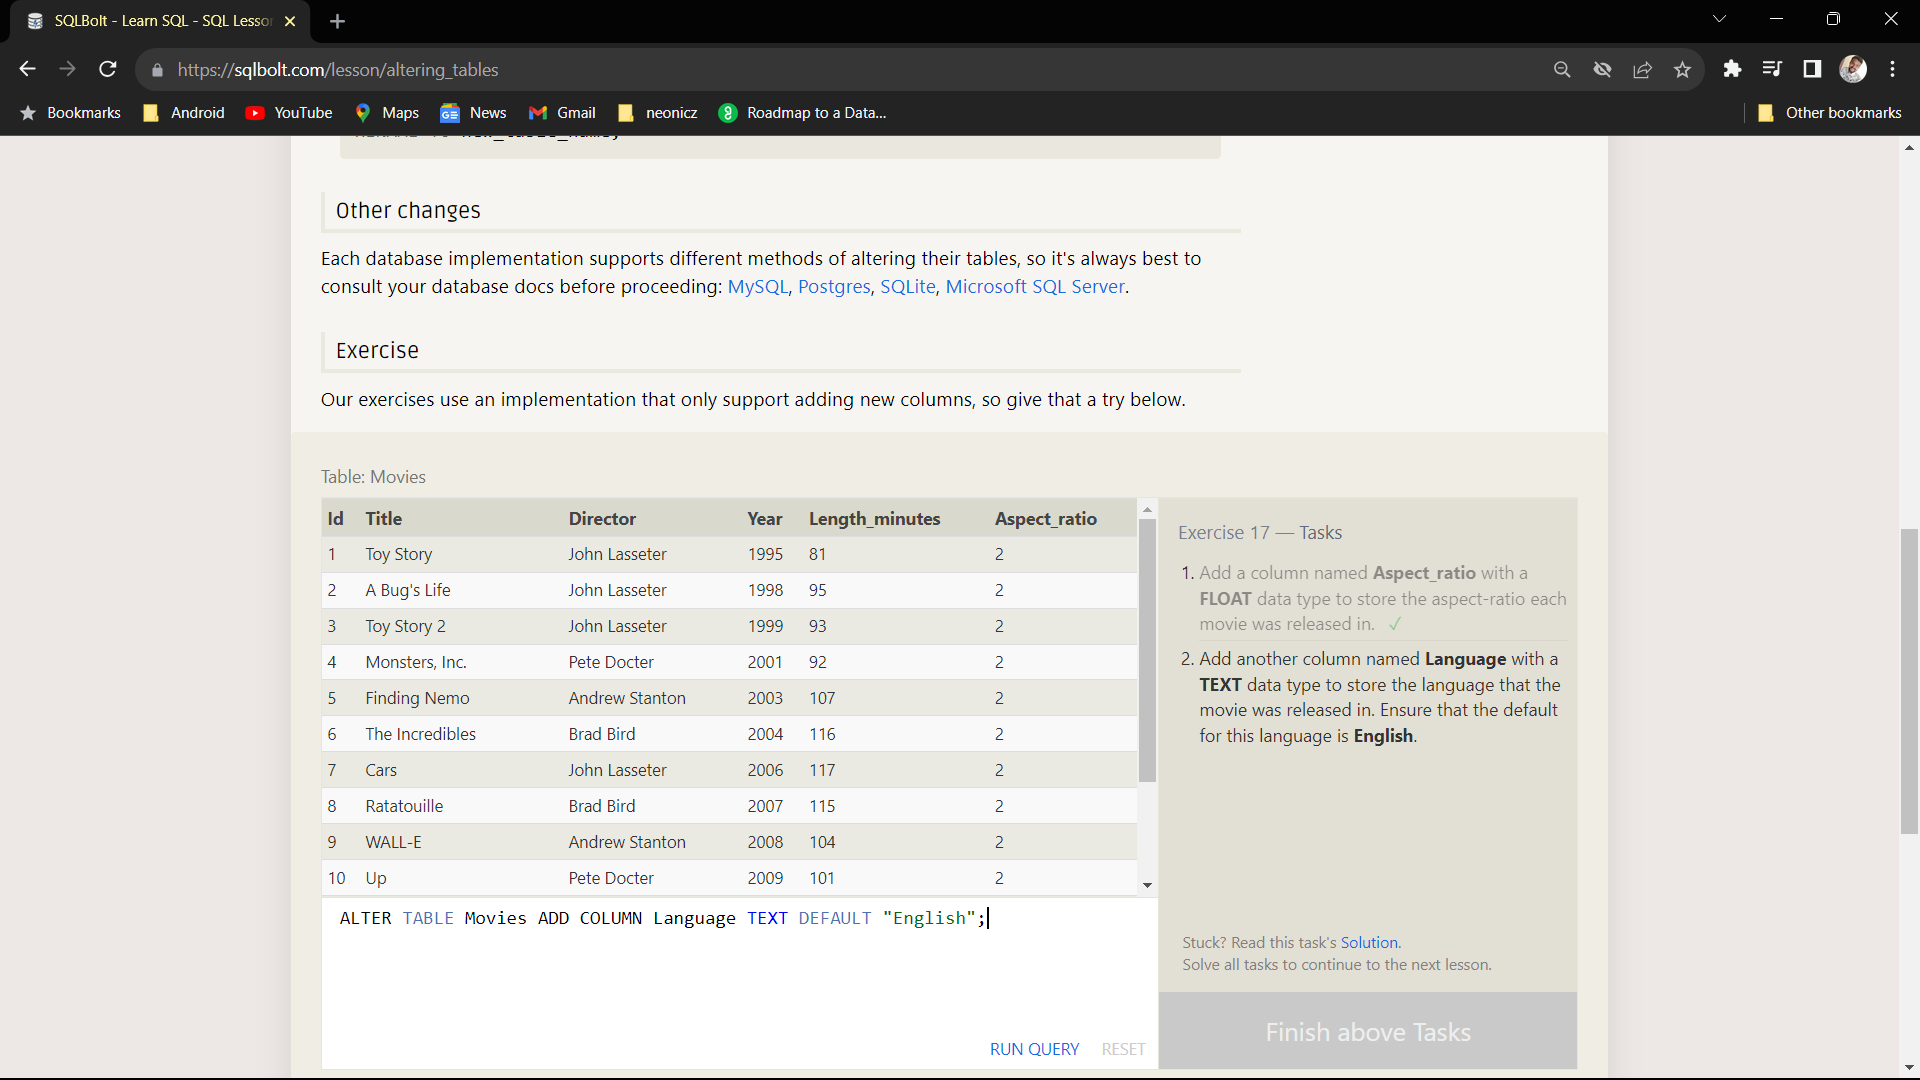 SQLBolt - Learn SQL - SQL Lesso
https://sqlbolt.com/lesson/altering_tables
Bookmarks Android YouTube Maps News Gmail neonicz Roadmap to a Data... Other bookmarks
Other changes
Each database implementation supports different methods of altering their tables, so it's always best to
consult your database docs before proceeding: MySQL, Postgres, SQLite, Microsoft SQL Server.
Exercise
Our exercises use an implementation that only support adding new columns, so give that a try below.
Table: Movies
Id Title Director Year Length_minutes Aspect_ratio
1 Toy Story John Lasseter 1995 81 2
2 A Bug's Life John Lasseter 1998 95 2
3 Toy Story 2 John Lasseter 1999 93 2
4 Monsters, Inc. Pete Docter 2001 92 2
5 Finding Nemo Andrew Stanton 2003 107 2
6 The Incredibles Brad Bird 2004 116 2
7 Cars John Lasseter 2006 117 2
8 Ratatouille Brad Bird 2007 115 2
9 WALL-E Andrew Stanton 2008 104 2
10 Up Pete Docter 2009 101 2
ALTER TABLE Movies ADD COLUMN Language TEXT DEFAULT "English";
RUN QUERY RESET
Exercise 17 — Tasks
1. Add a column named Aspect_ratio with a
FLOAT data type to store the aspect-ratio each
movie was released in. ✓
2. Add another column named Language with a
TEXT data type to store the language that the
movie was released in. Ensure that the default
for this language is English.
Stuck? Read this task's Solution.
Solve all tasks to continue to the next lesson.
Finish above Tasks